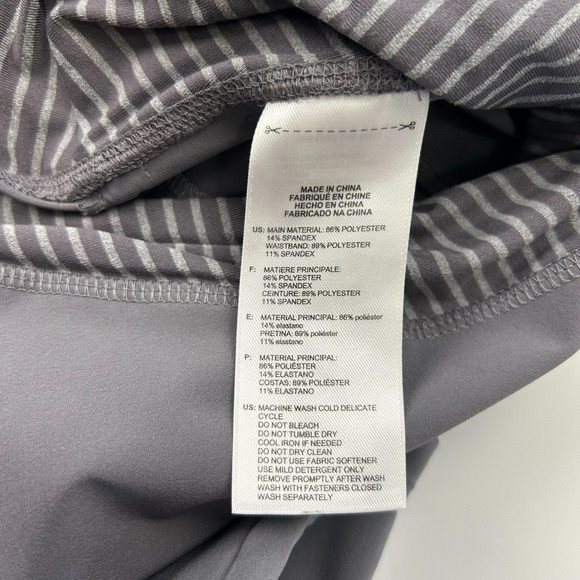 MADE IN CHINA
FABRIQUÉ EN CHINE
HECHO EN CHINA
FABRICADO NA CHINA
US: MAIN MATERIAL: 86% POLYESTER
14% SPANDEX
WAISTBAND: 89% POLYESTER
11% SPANDEX
F: MATIERE PRINCIPALE:
86% POLYESTER
14% SPANDEX
CEINTURE: 89% POLYESTER
11% SPANDEX
E: MATERIAL PRINCIPAL: 86% poliéster
14% elastano
PRETINA: 89% poliéster
11% elastano
P: MATERIAL PRINCIPAL:
86% POLIÉSTER
14% ELASTANO
COSTAS: 89% POLIÉSTER
11% ELASTANO
US: MACHINE WASH COLD DELICATE
CYCLE
DO NOT BLEACH
DO NOT TUMBLE DRY
COOL IRON IF NEEDED
DO NOT DRY CLEAN
DO NOT USE FABRIC SOFTENER
USE MILD DETERGENT ONLY
REMOVE PROMPTLY AFTER WASH
WASH WITH FASTENERS CLOSED
WASH SEPARATELY